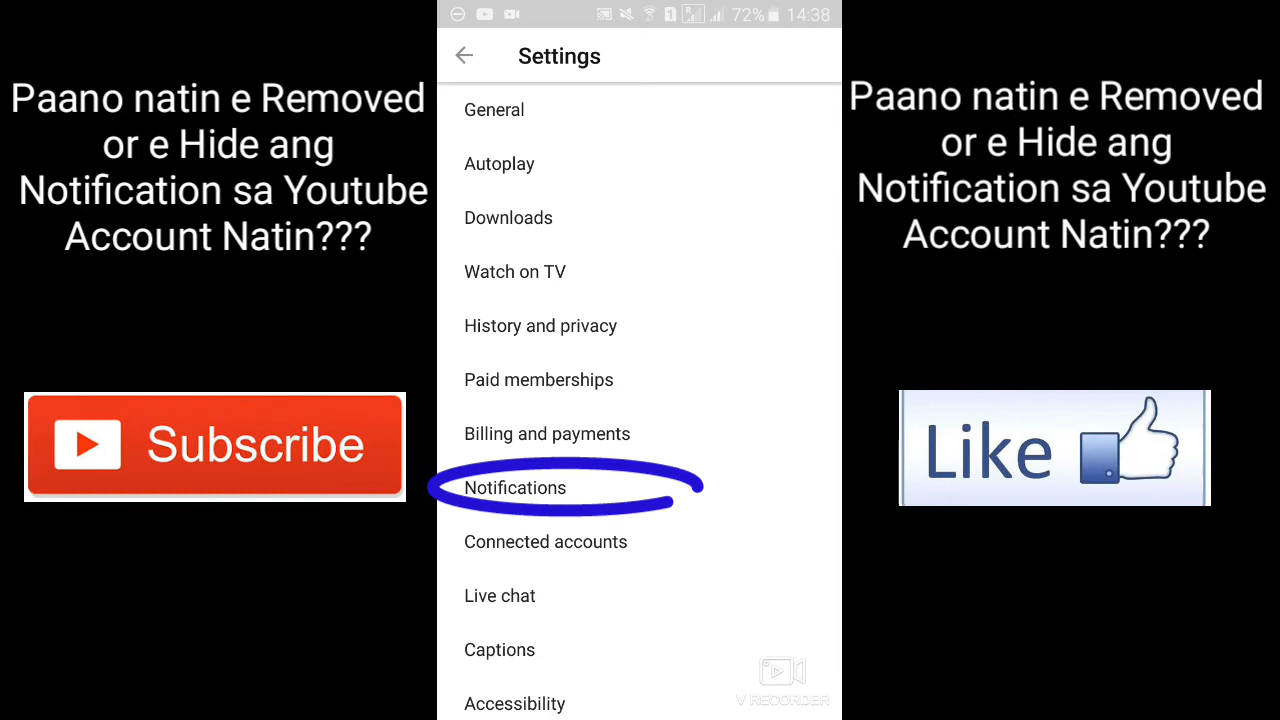 72% 14:38
Settings
Paano natin e Removed
or e Hide ang
Notification sa Youtube
Account Natin???
Subscribe
General
Autoplay
Downloads
Watch on TV
History and privacy
Paid memberships
Billing and payments
Notifications
Connected accounts
Live chat
Captions
Accessibility
V RECORDER
Paano natin e Removed
or e Hide ang
Notification sa Youtube
Account Natin???
Like